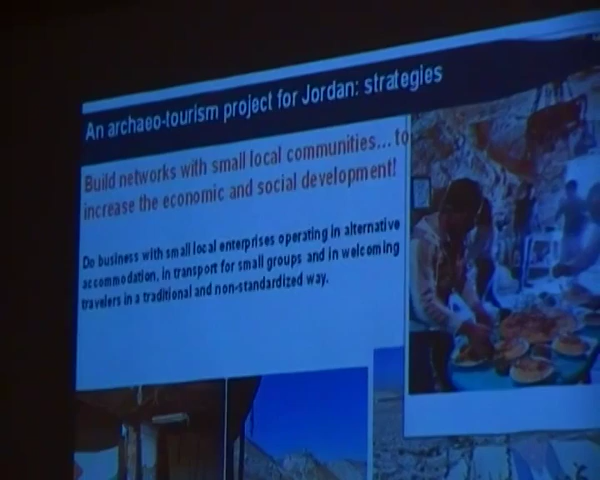 An archaeo-tourism project for Jordan: strategies
Build networks with small local communities... to
increase the economic and social development!
Do business with small local enterprises operating in alternative
accommodation, in transport for small groups and in welcoming
travelers in a traditional and non-standardized way.